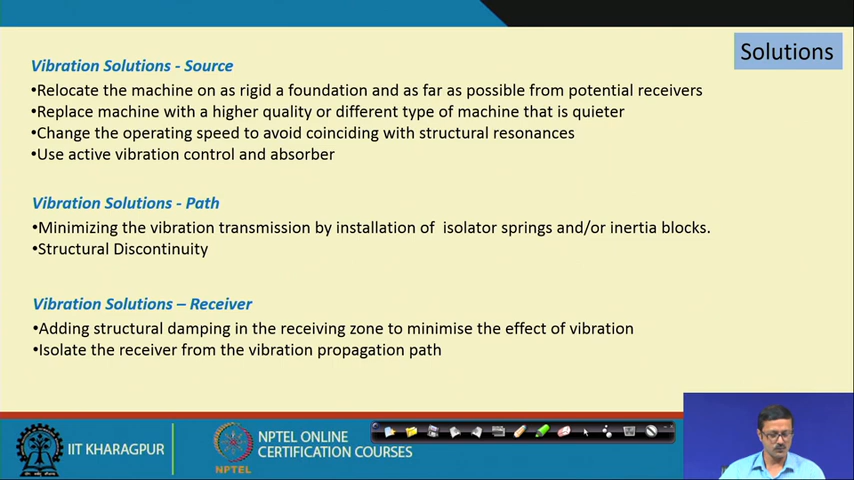 Solutions
Vibration Solutions - Source
•Relocate the machine on as rigid a foundation and as far as possible from potential receivers
•Replace machine with a higher quality or different type of machine that is quieter
•Change the operating speed to avoid coinciding with structural resonances
•Use active vibration control and absorber
Vibration Solutions - Path
•Minimizing the vibration transmission by installation of isolator springs and/or inertia blocks.
•Structural Discontinuity
Vibration Solutions – Receiver
•Adding structural damping in the receiving zone to minimise the effect of vibration
•Isolate the receiver from the vibration propagation path
IIT KHARAGPUR
NPTEL
NPTEL ONLINE
CERTIFICATION COURSES